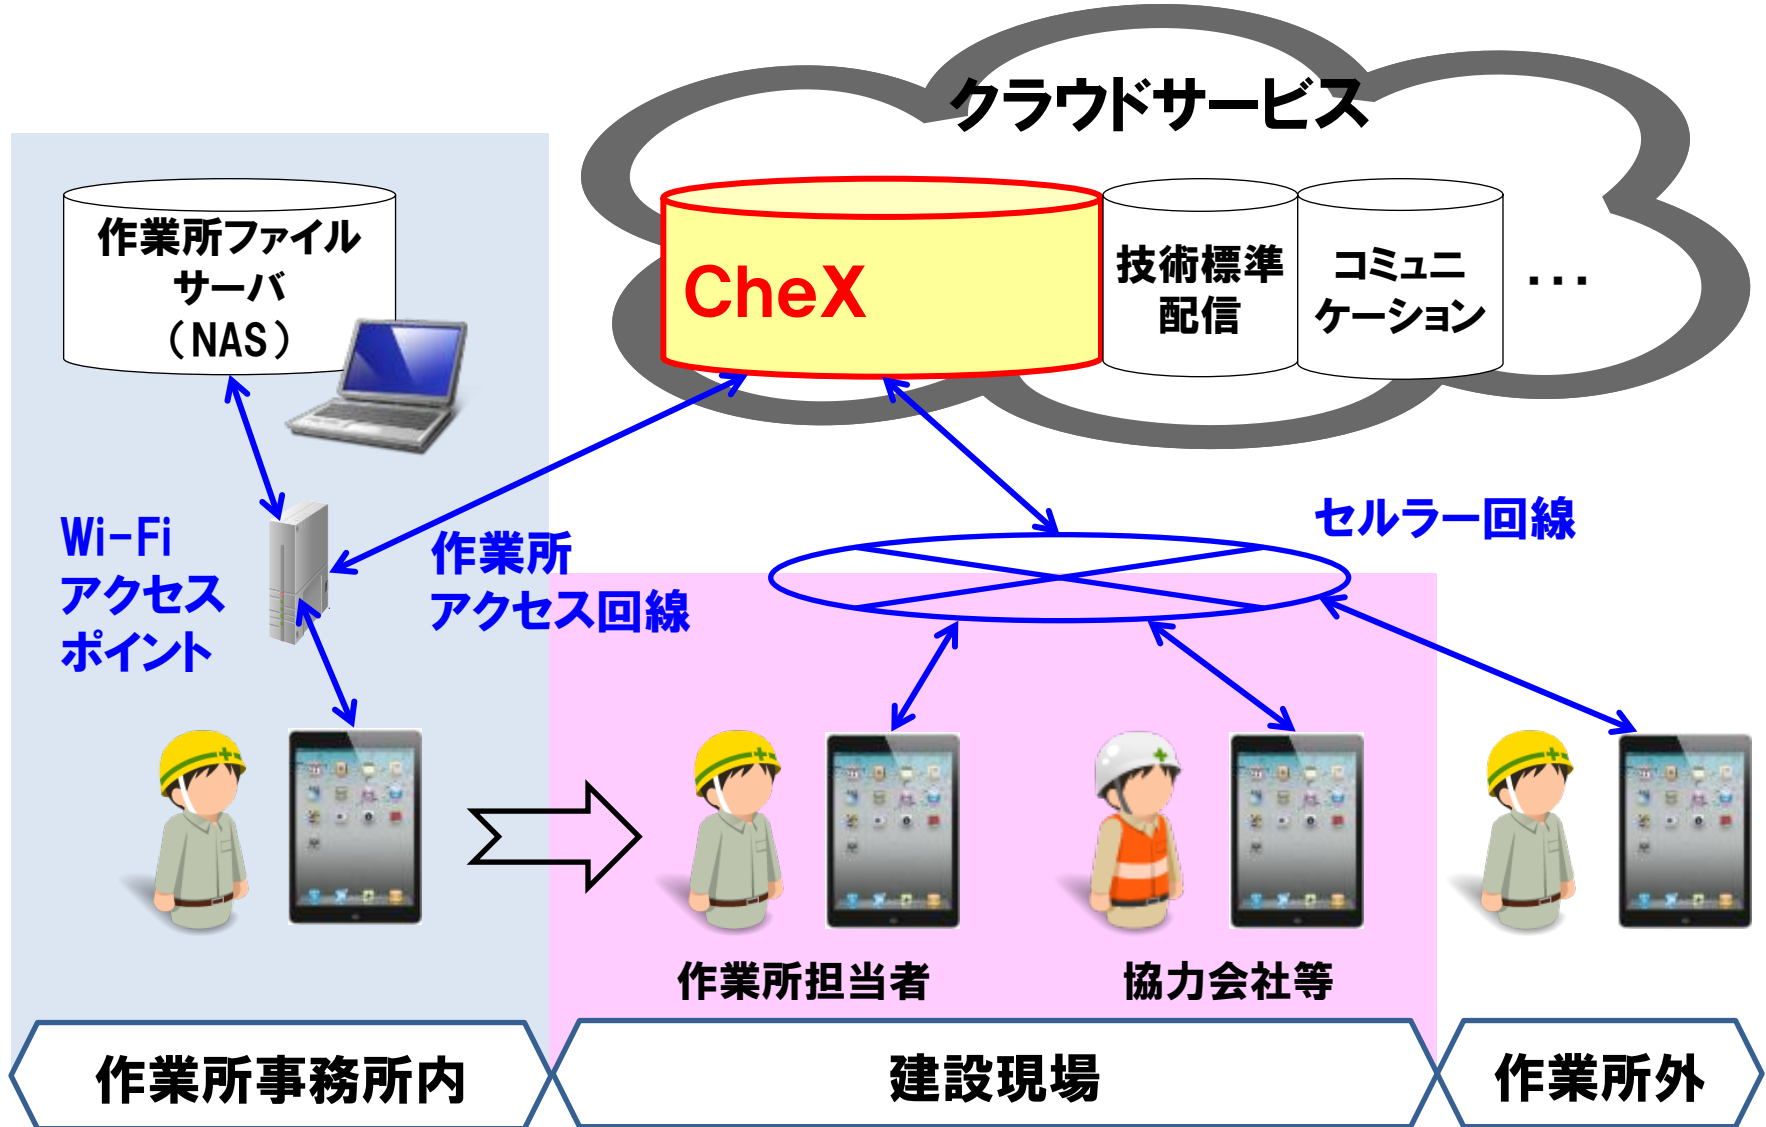 クラウドサービス
作業所ファイル
サーバ
（NAS）
CheX
技術標準
配信
コミュニ
ケーション
...
Wi-Fi
アクセス
ポイント
作業所
アクセス回線
セルラー回線
作業所担当者
協力会社等
作業所事務所内
建設現場
作業所外